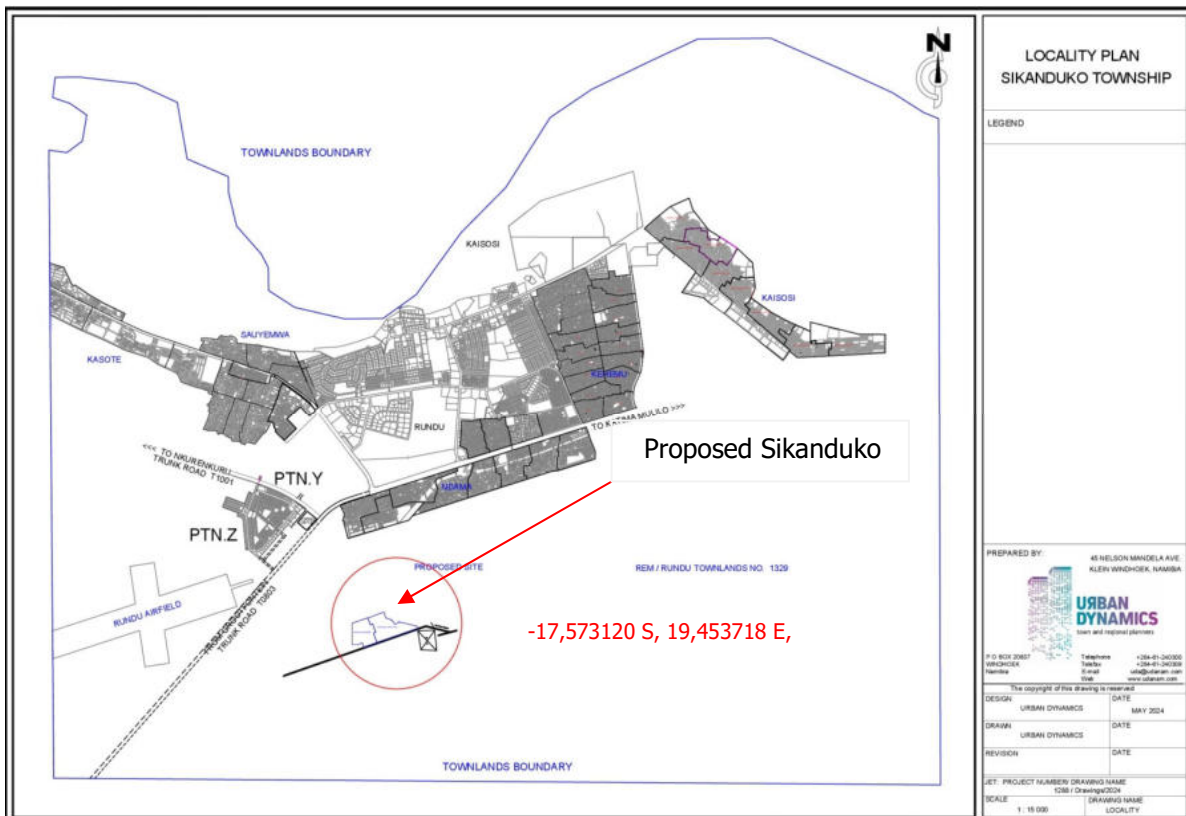 N
TOWNLANDS BOUNDARY
KAISOSI
KAISOSI
SAUYEMWA
KASOTE
KEREMU
RUNDU
TO KATIMA MULILO >>>
<<< TO NKURENKURU
TRUNK ROAD T1001
PTN.Y
PTN.Z
NDAMA
Proposed Sikanduko
PROPOSED SITE
REM / RUNDU TOWNLANDS NO. 1329
RUNDU AIRFIELD
TRUNK ROAD T0803
-17,573120 S, 19,453718 E,
TOWNLANDS BOUNDARY
LOCALITY PLAN
SIKANDUKO TOWNSHIP
LEGEND
PREPARED BY:
45 NELSON MANDELA AVE.
KLEIN WINDHOEK, NAMIBIA
URBAN
DYNAMICS
town and regional planners
P O BOX 20837
WINDHOEK
Namibia
Telephone +264-61-240300
Telefax +264-61-240309
E-mail
Web www.udanam.com
The copyright of this drawing is reserved
DESIGN
URBAN DYNAMICS
DATE
MAY 2024
DRAWN
URBAN DYNAMICS
DATE
REVISION
DATE
PROJECT NUMBER/ DRAWING NAME
1288 / Drawings/2024
SCALE
1 : 15 000
DRAWING NAME
LOCALITY